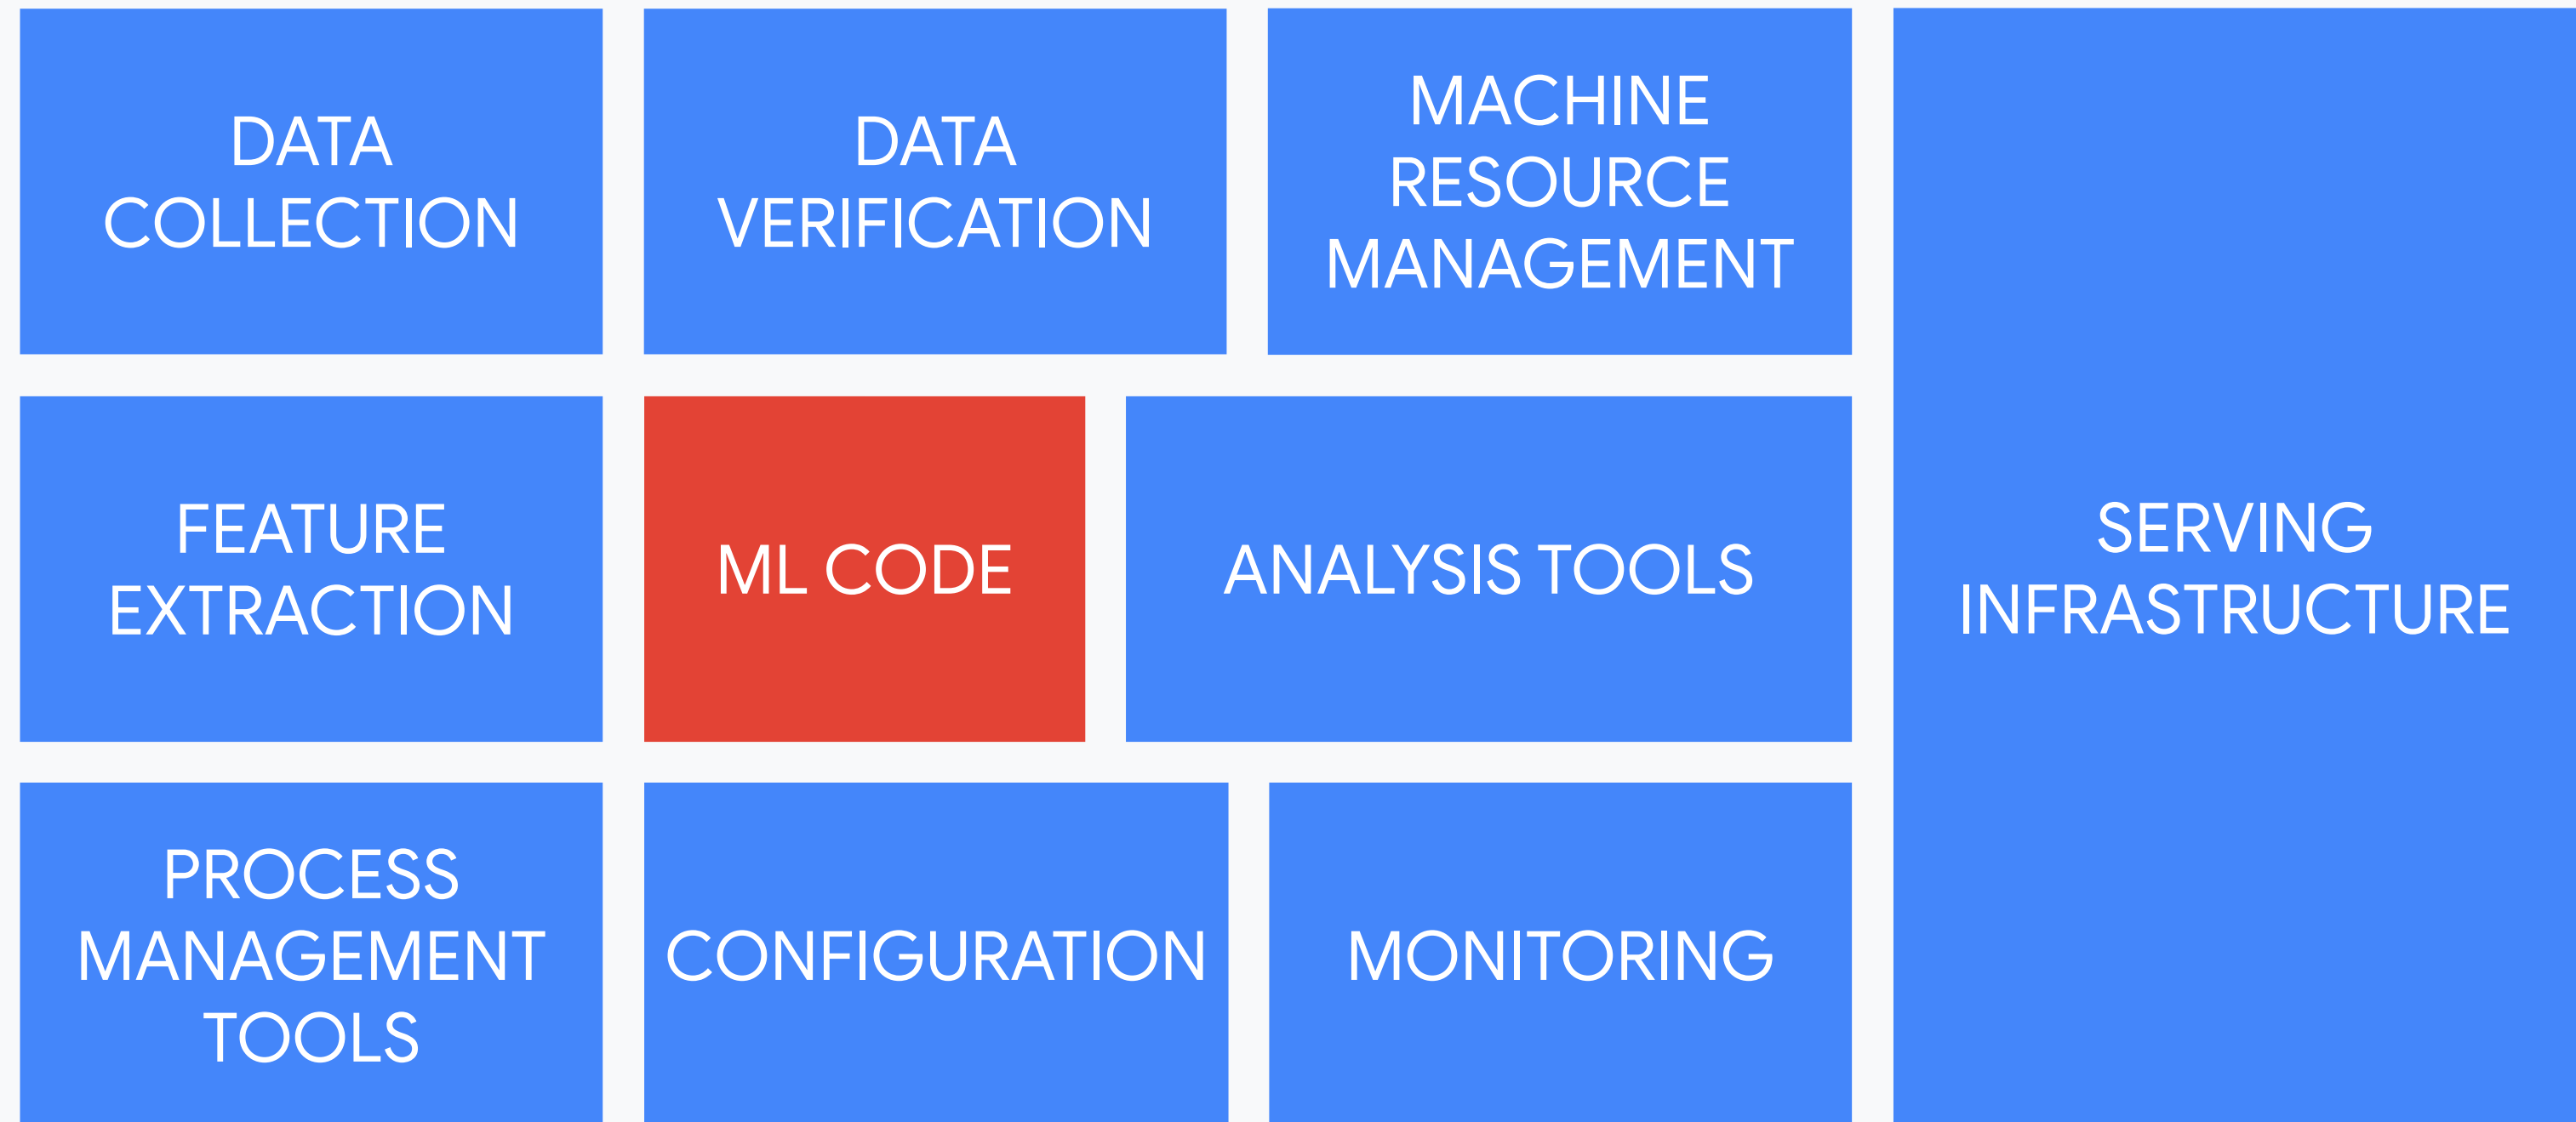 DATA
COLLECTION
DATA
VERIFICATION
MACHINE
RESOURCE
MANAGEMENT
FEATURE
EXTRACTION
ML CODE
ANALYSIS TOOLS
SERVING
INFRASTRUCTURE
PROCESS
MANAGEMENT
TOOLS
CONFIGURATION
MONITORING